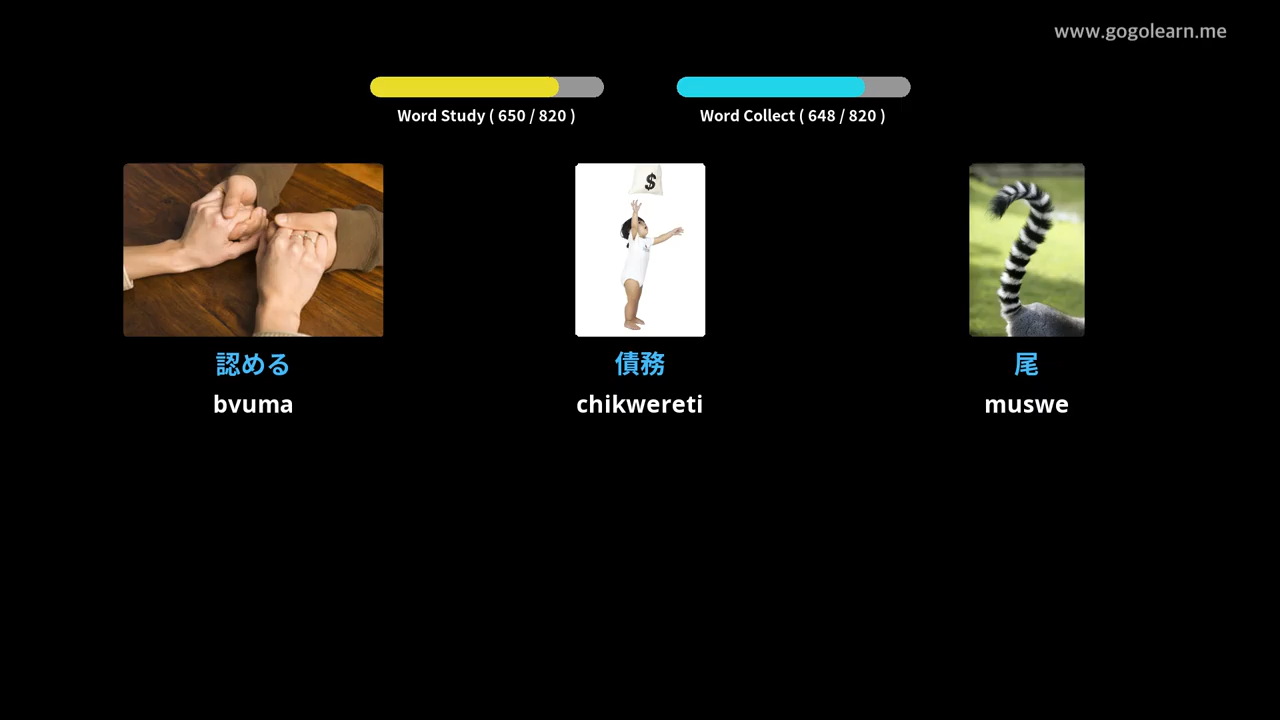 www.gogolearn.me
Word Study ( 650 / 820 )
Word Collect ( 648 / 820 )
$
認める
債務
尾
bvuma
chikwereti
muswe